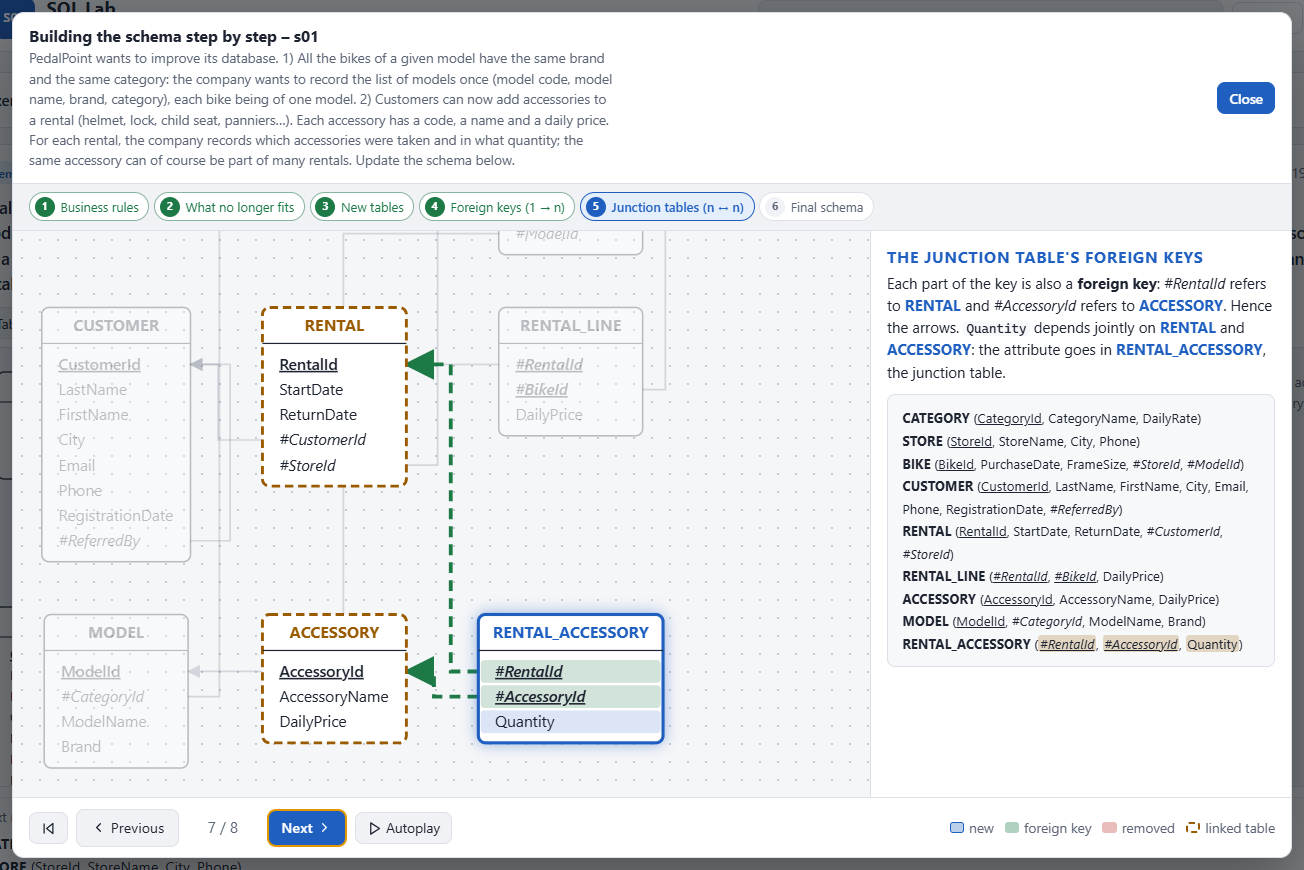 SQL Lab
Building the schema step by step – s01
PedalPoint wants to improve its database. 1) All the bikes of a given model have the same brand
and the same category: the company wants to record the list of models once (model code, model
name, brand, category), each bike being of one model. 2) Customers can now add accessories to
a rental (helmet, lock, child seat, panniers...). Each accessory has a code, a name and a daily price.
For each rental, the company records which accessories were taken and in what quantity; the
same accessory can of course be part of many rentals. Update the schema below.
Close
1 Business rules
2 What no longer fits
3 New tables
4 Foreign keys (1 → n)
5 Junction tables (n ↔ n)
6 Final schema
#ModelId
CUSTOMER
CustomerId
LastName
FirstName
City
Email
Phone
RegistrationDate
#ReferredBy
RENTAL
RentalId
StartDate
ReturnDate
#CustomerId
#StoreId
RENTAL_LINE
#RentalId
#BikeId
DailyPrice
MODEL
ModelId
#CategoryId
ModelName
Brand
ACCESSORY
AccessoryId
AccessoryName
DailyPrice
RENTAL_ACCESSORY
#RentalId
#AccessoryId
Quantity
THE JUNCTION TABLE'S FOREIGN KEYS
Each part of the key is also a foreign key: #RentalId refers
to RENTAL and #AccessoryId refers to ACCESSORY. Hence
the arrows. Quantity depends jointly on RENTAL and
ACCESSORY: the attribute goes in RENTAL_ACCESSORY,
the junction table.
CATEGORY (CategoryId, CategoryName, DailyRate)
STORE (StoreId, StoreName, City, Phone)
BIKE (BikeId, PurchaseDate, FrameSize, #StoreId, #ModelId)
CUSTOMER (CustomerId, LastName, FirstName, City, Email,
Phone, RegistrationDate, #ReferredBy)
RENTAL (RentalId, StartDate, ReturnDate, #CustomerId,
#StoreId)
RENTAL_LINE (#RentalId, #BikeId, DailyPrice)
ACCESSORY (AccessoryId, AccessoryName, DailyPrice)
MODEL (ModelId, #CategoryId, ModelName, Brand)
RENTAL_ACCESSORY (#RentalId, #AccessoryId, Quantity)
Previous
7 / 8
Next
Autoplay
new
foreign key
removed
linked table
(StoreId, StoreName, City, Phone)